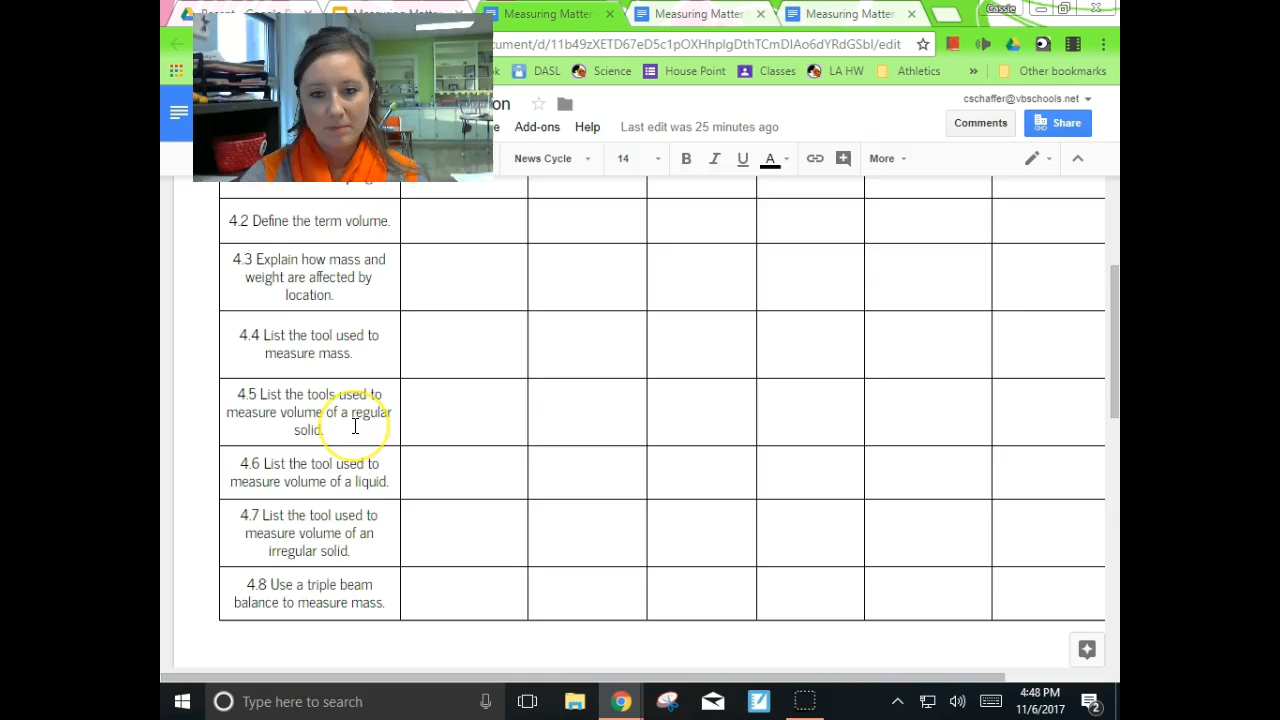 Measuring Matter
Measuring Matter
Measuring Matter
Cassie
cument/d/11b49zXETD67eD5c1pOXHhpIgDthTCmDIAo6dYRdGSbI/edit
DASL
Science
House Point
Classes
LA HW
Athletics
»
Other bookmarks
on
cschaffer@vbschools.net
Add-ons
Help
Last edit was 25 minutes ago
Comments
Share
News Cycle
14
B
I
U
A
More
4.2 Define the term volume.
4.3 Explain how mass and
weight are affected by
location.
4.4 List the tool used to
measure mass.
4.5 List the tools used to
measure volume of a regular
solid.
4.6 List the tool used to
measure volume of a liquid.
4.7 List the tool used to
measure volume of an
irregular solid.
4.8 Use a triple beam
balance to measure mass.
Type here to search
4:48 PM
11/6/2017
2